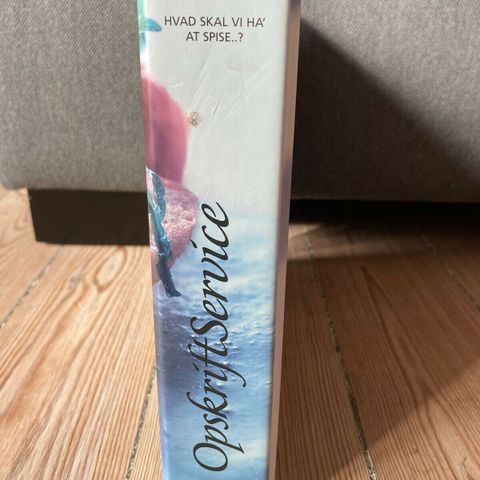 HVAD SKAL VI HA'
AT SPISE..?
OpskriftService